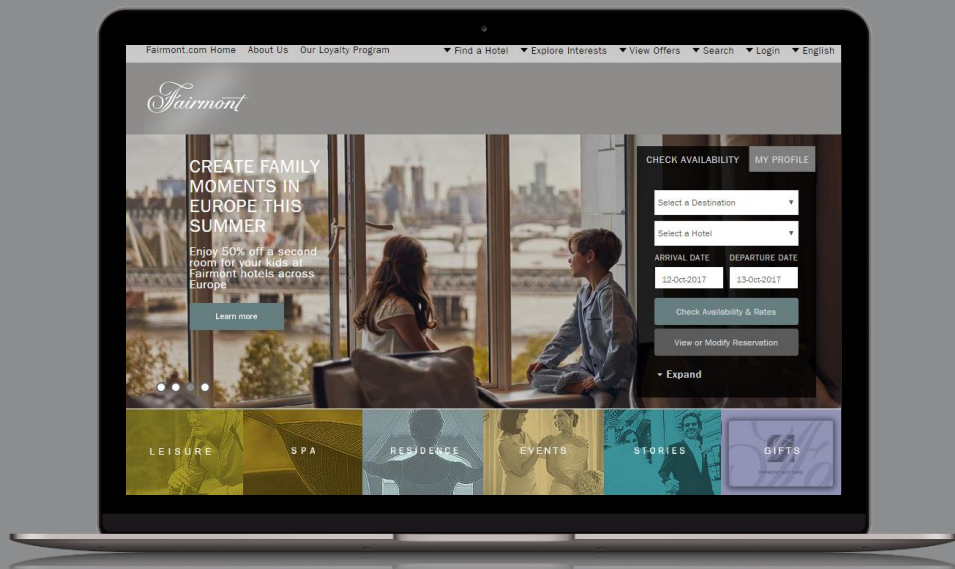 Fairmont.com Home About Us Our Loyalty Program ▼ Find a Hotel ▼ Explore Interests ▼ View Offers ▼ Search ▼ Login ▼ English
Fairmont
CREATE FAMILY
MOMENTS IN
EUROPE THIS
SUMMER
Enjoy 50% off a second
room for your kids at
Fairmont hotels across
Europe
Learn more
CHECK AVAILABILITY MY PROFILE
Select a Destination
Select a Hotel
ARRIVAL DATE DEPARTURE DATE
12-Oct-2017 13-Oct-2017
Check Availability & Rates
View or Modify Reservation
Expand
LEISURE SPA RESIDENCE EVENTS STORIES GIFTS